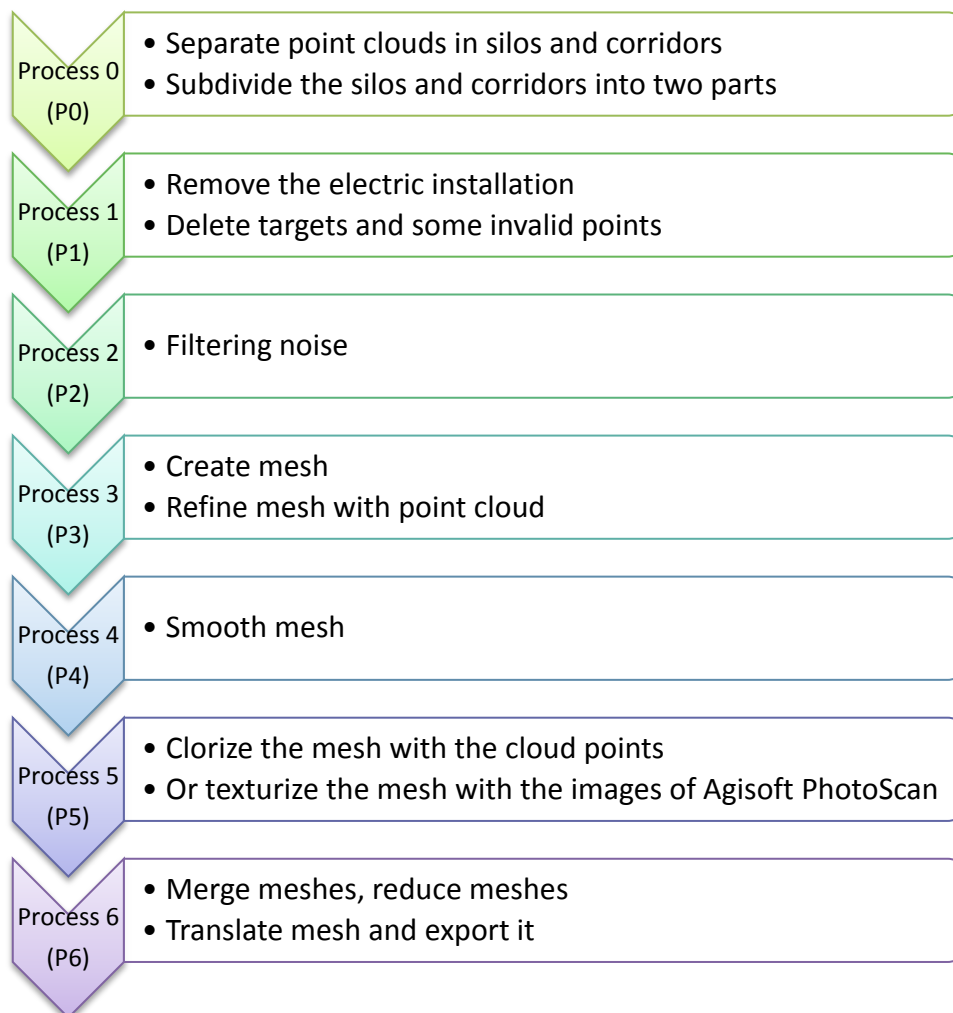 Process 0
(P0)
• Separate point clouds in silos and corridors
• Subdivide the silos and corridors into two parts
Process 1
(P1)
• Remove the electric installation
• Delete targets and some invalid points
Process 2
(P2)
• Filtering noise
Process 3
(P3)
• Create mesh
• Refine mesh with point cloud
Process 4
(P4)
• Smooth mesh
Process 5
(P5)
• Clorize the mesh with the cloud points
• Or texturize the mesh with the images of Agisoft PhotoScan
Process 6
(P6)
• Merge meshes, reduce meshes
• Translate mesh and export it